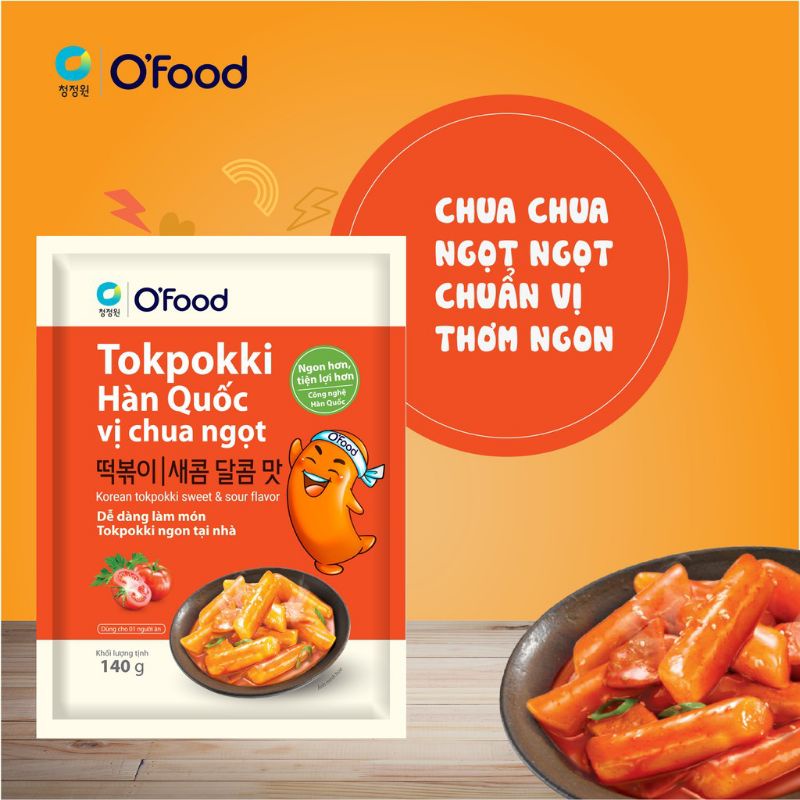 청정원
O'Food
CHUA CHUA
NGỌT NGỌT
CHUẨN VỊ
THƠM NGON
청정원
O'Food
Tokpokki
Hàn Quốc
vị chua ngọt
Ngon hơn,
tiện lợi hơn
Công nghệ
Hàn Quốc
떡볶이|새콤 달콤 맛
Korean tokpokki sweet & sour flavor
O'Food
Dễ dàng làm món
Tokpokki ngon tại nhà
Dùng cho 01 người ăn
Khối lượng tịnh
140 g
Ảnh minh họa